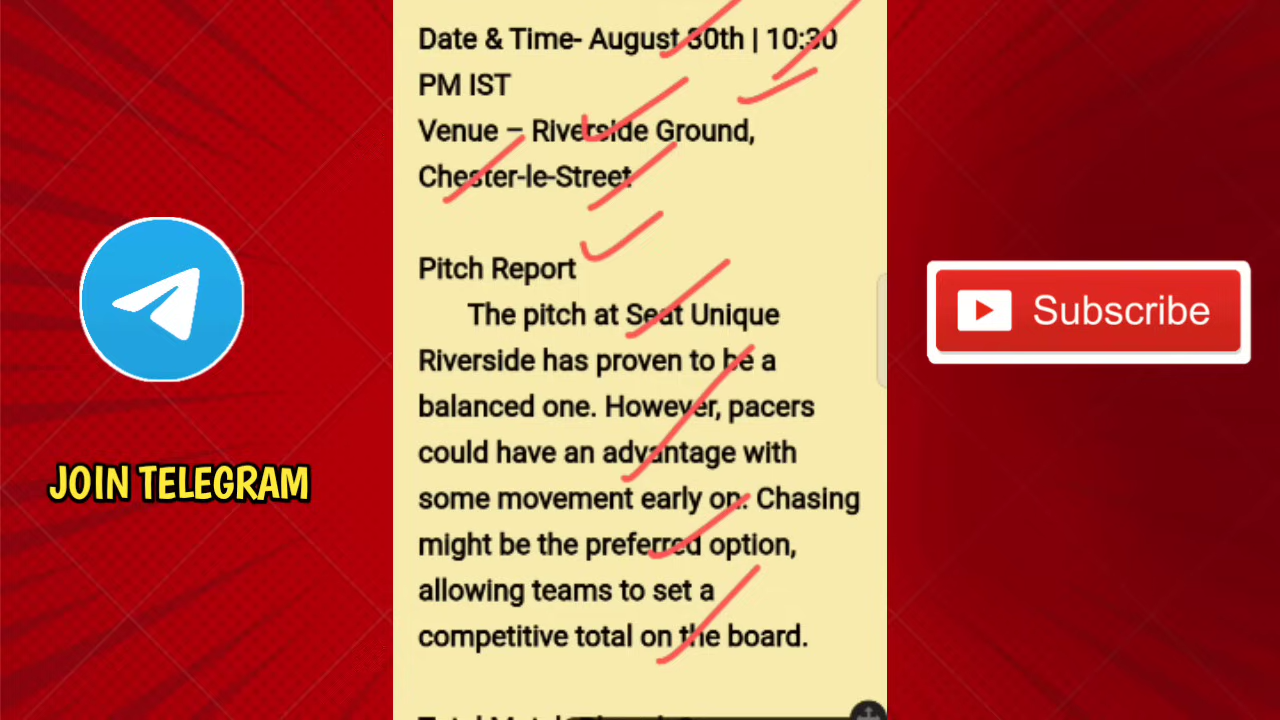 Date & Time- August 30th | 10:30
PM IST
Venue – Riverside Ground,
Chester-le-Street
Pitch Report
The pitch at Seat Unique
Riverside has proven to be a
balanced one. However, pacers
could have an advantage with
some movement early on. Chasing
might be the preferred option,
allowing teams to set a
competitive total on the board.
JOIN TELEGRAM
Subscribe